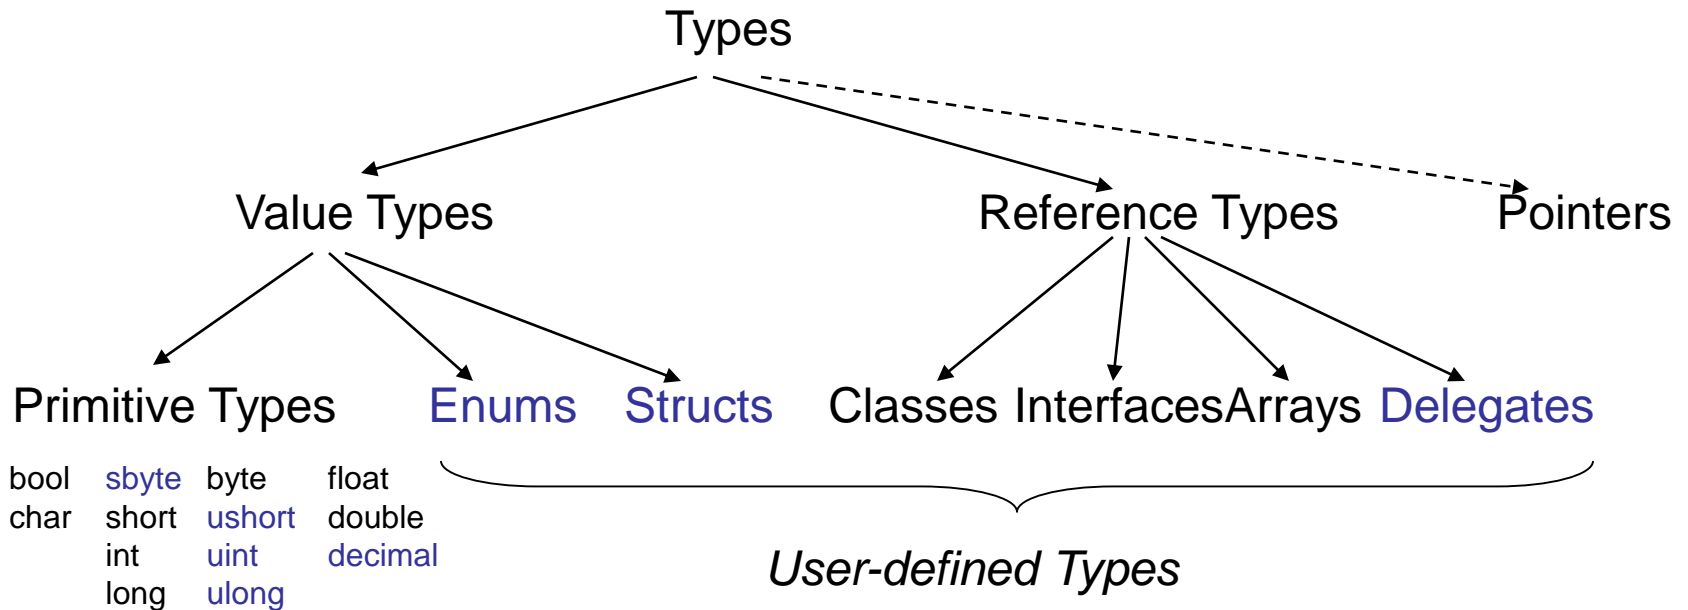 Types
Value Types Reference Types Pointers
Primitive Types Enums Structs Classes Interfaces Arrays Delegates
bool sbyte byte float
char short ushort double
int uint decimal
long ulong
User-defined Types